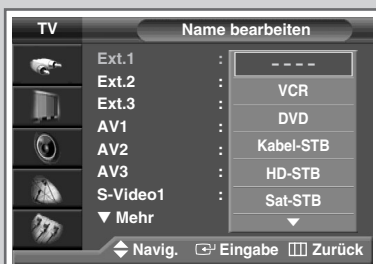 TV Name bearbeiten
Ext.1 : - - - -
Ext.2 : VCR
Ext.3 : DVD
AV1 :
AV2 : Kabel-STB
AV3 : HD-STB
S-Video1 : Sat-STB
▼ Mehr ▼
Navig. Eingabe Zurück